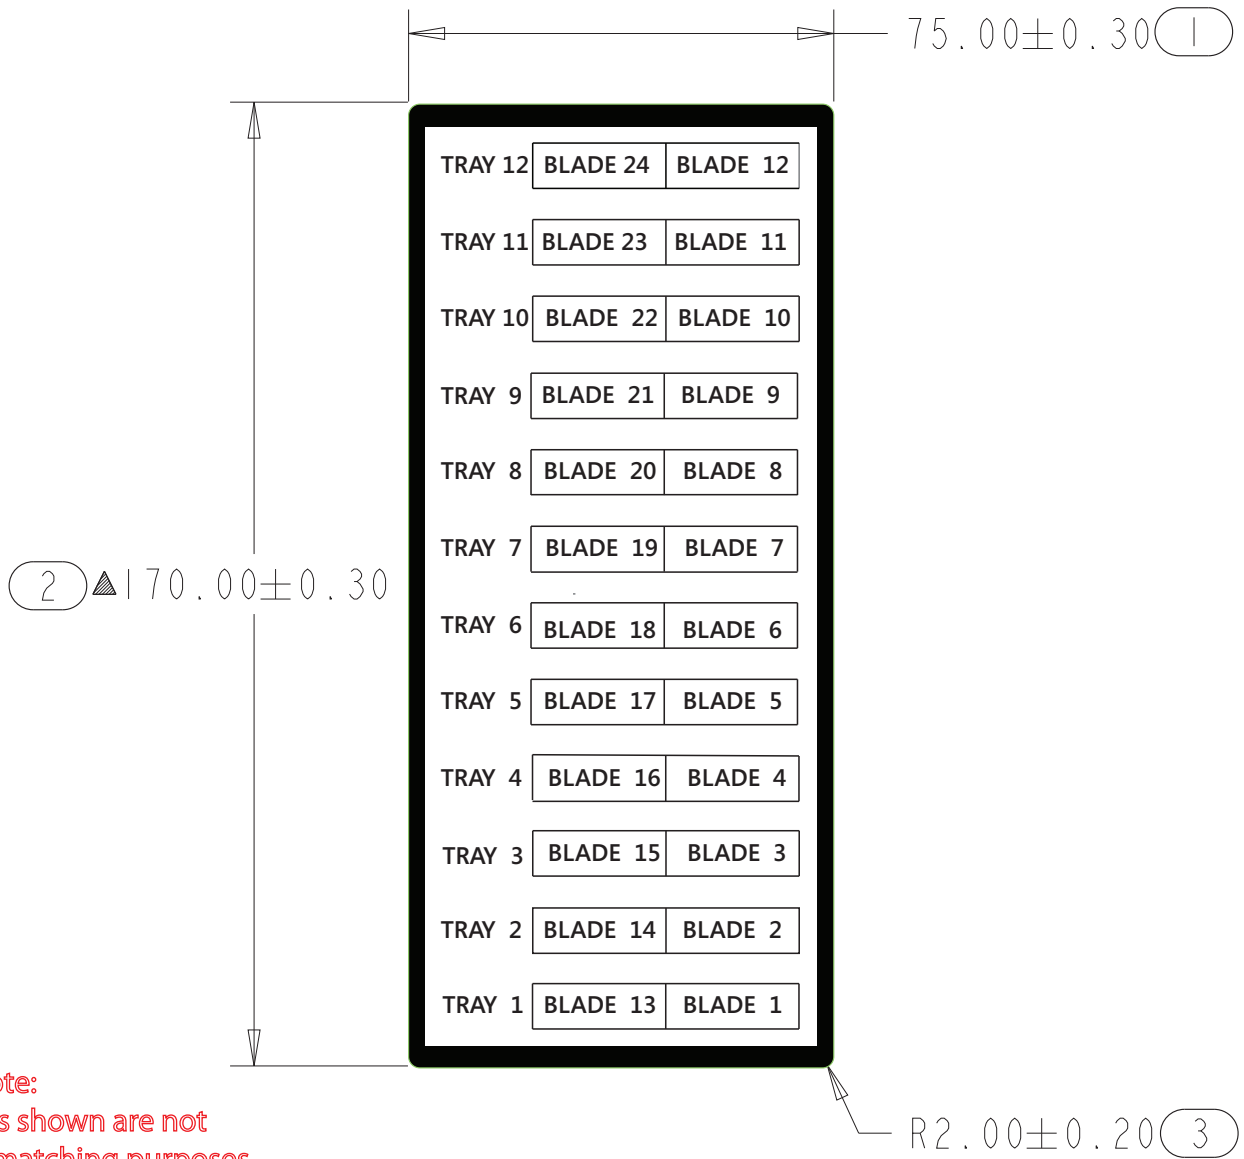 75.00±0.30 1
TRAY 12 BLADE 24 BLADE 12
TRAY 11 BLADE 23 BLADE 11
TRAY 10 BLADE 22 BLADE 10
TRAY 9 BLADE 21 BLADE 9
TRAY 8 BLADE 20 BLADE 8
TRAY 7 BLADE 19 BLADE 7
2 170.00±0.30
TRAY 6 BLADE 18 BLADE 6
TRAY 5 BLADE 17 BLADE 5
TRAY 4 BLADE 16 BLADE 4
TRAY 3 BLADE 15 BLADE 3
TRAY 2 BLADE 14 BLADE 2
TRAY 1 BLADE 13 BLADE 1
ote:
s shown are not
matching purposes
R2.00±0.20 3